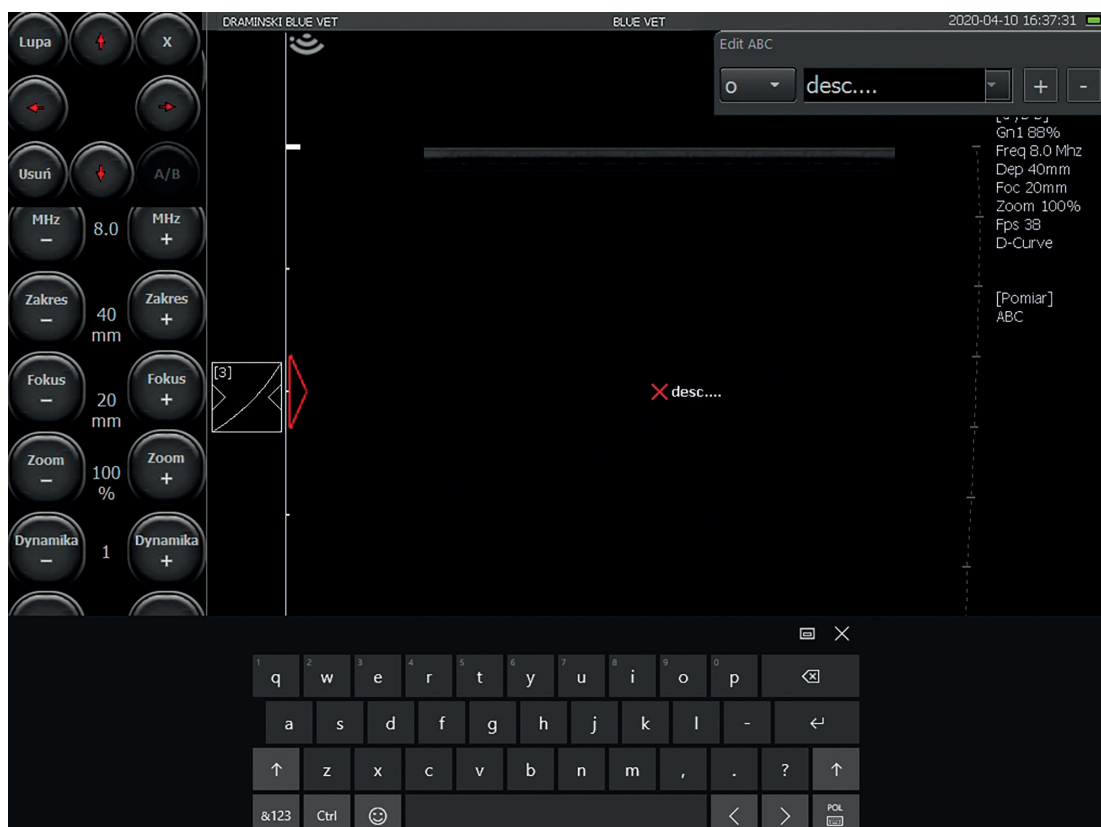 DRAMINSKI BLUE VET
BLUE VET
2020-04-10 16:37:31
Lupa
X
Usuń
A/B
MHz
−
8.0
MHz
+
Zakres
−
40
mm
Zakres
+
Fokus
−
20
mm
Fokus
+
Zoom
−
100
%
Zoom
+
Dynamika
−
1
Dynamika
+
[3]
Edit ABC
o
desc....
+
-
Gn1 88%
Freq 8.0 Mhz
Dep 40mm
Foc 20mm
Zoom 100%
Fps 38
D-Curve
[Pomiar]
ABC
desc....
1 q 2 w 3 e 4 r 5 t 6 y 7 u 8 i 9 o 0 p
a s d f g h j k l -
z x c v b n m , . ?
&123 Ctrl POL